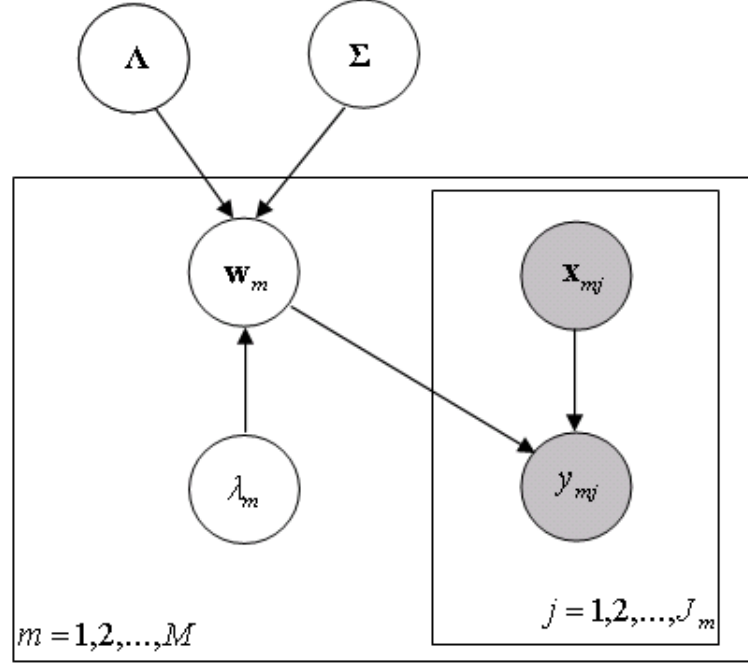 Λ
Σ
w_m
x_mj
λ_m
y_mj
j = 1,2,...,J_m
m = 1,2,...,M